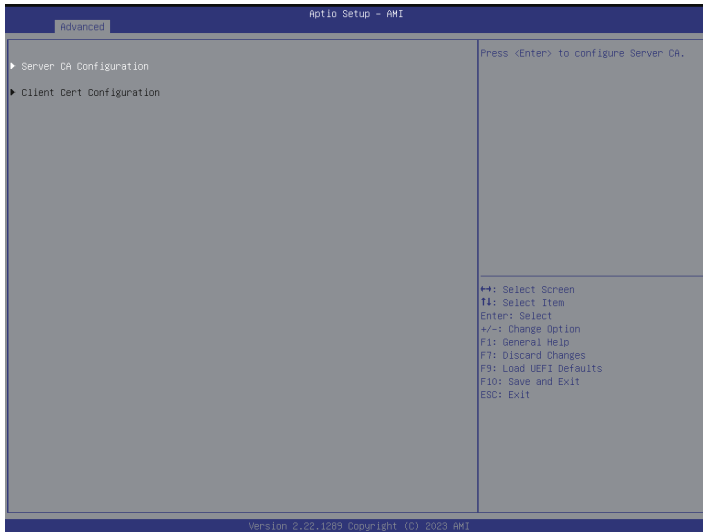 Aptio Setup – AMI
Advanced
▶ Server CA Configuration
▶ Client Cert Configuration
Press <Enter> to configure Server CA.
↔: Select Screen
↑↓: Select Item
Enter: Select
+/-: Change Option
F1: General Help
F7: Discard Changes
F9: Load UEFI Defaults
F10: Save and Exit
ESC: Exit
Version 2.22.1289 Copyright (C) 2023 AMI